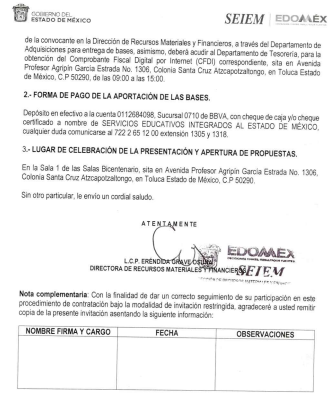 GOBIERNO DEL
ESTADO DE MÉXICO
SEIEM
EDOMEX
de la convocante en la Dirección de Recursos Materiales y Financieros, a través del Departamento de
Adquisiciones para entrega de bases, asimismo, deberá acudir al Departamento de Tesorería, para la
obtención del Comprobante Fiscal Digital por Internet (CFDI) correspondiente, sita en Avenida
Profesor Agripín García Estrada No. 1306, Colonia Santa Cruz Atzcapotzaltongo, en Toluca Estado
de México, C.P 50290, de las 09:00 a las 15:00.
2.- FORMA DE PAGO DE LA APORTACIÓN DE LAS BASES.
Depósito en efectivo a la cuenta 0112684098, Sucursal 0710 de BBVA, con cheque de caja y/o cheque
certificado a nombre de SERVICIOS EDUCATIVOS INTEGRADOS AL ESTADO DE MÉXICO,
cualquier duda comunicarse al 722 2 65 12 00 extensión 1305 y 1318.
3.- LUGAR DE CELEBRACIÓN DE LA PRESENTACIÓN Y APERTURA DE PROPUESTAS.
En la Sala 1 de las Salas Bicentenario, sito en Avenida Profesor Agripín García Estrada No. 1306,
Colonia Santa Cruz Atzcapotzaltongo, en Toluca Estado de México, C.P 50290.
Sin otro particular, le envío un cordial saludo.
ATENTAMENTE
EDOMEX
L.C.P. ERÉNDIDA GRAVE OSUNA
DIRECTORA DE RECURSOS MATERIALES Y FINANCIEROS
SEIEM
Nota complementaria: Con la finalidad de dar un correcto seguimiento de su participación en este
procedimiento de contratación bajo la modalidad de invitación restringida, agradeceré a usted remitir
copia de la presente invitación asentando la siguiente información:
NOMBRE FIRMA Y CARGO FECHA OBSERVACIONES